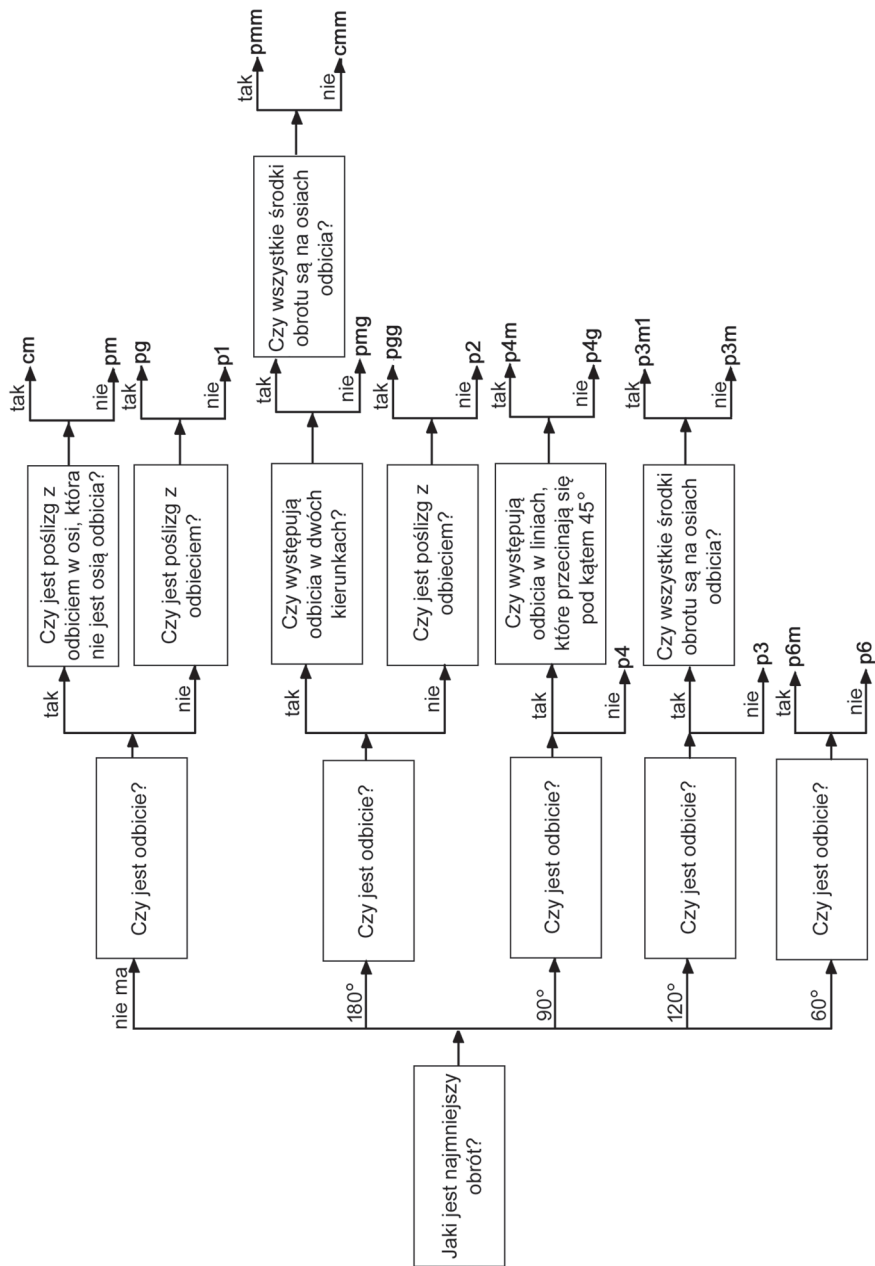 Jaki jest najmniejszy
obrót?
nie ma
Czy jest odbicie?
tak
Czy jest poślizg z
odbiciem w osi, która
nie jest osią odbicia?
tak
cm
nie
pm
nie
Czy jest poślizg z
odbieciem?
tak
pg
nie
p1
180°
Czy jest odbicie?
tak
Czy występują
odbicia w dwóch
kierunkach?
tak
Czy wszystkie środki
obrotu są na osiach
odbicia?
tak
pmm
nie
cmm
nie
pmg
nie
Czy jest poślizg z
odbieciem?
tak
pgg
nie
p2
90°
Czy jest odbicie?
tak
Czy występują
odbicia w liniach,
które przecinają się
pod kątem 45°
tak
p4m
nie
p4g
nie
p4
120°
Czy jest odbicie?
tak
Czy wszystkie środki
obrotu są na osiach
odbicia?
tak
p3m1
nie
p3m
nie
p3
60°
Czy jest odbicie?
tak
p6m
nie
p6